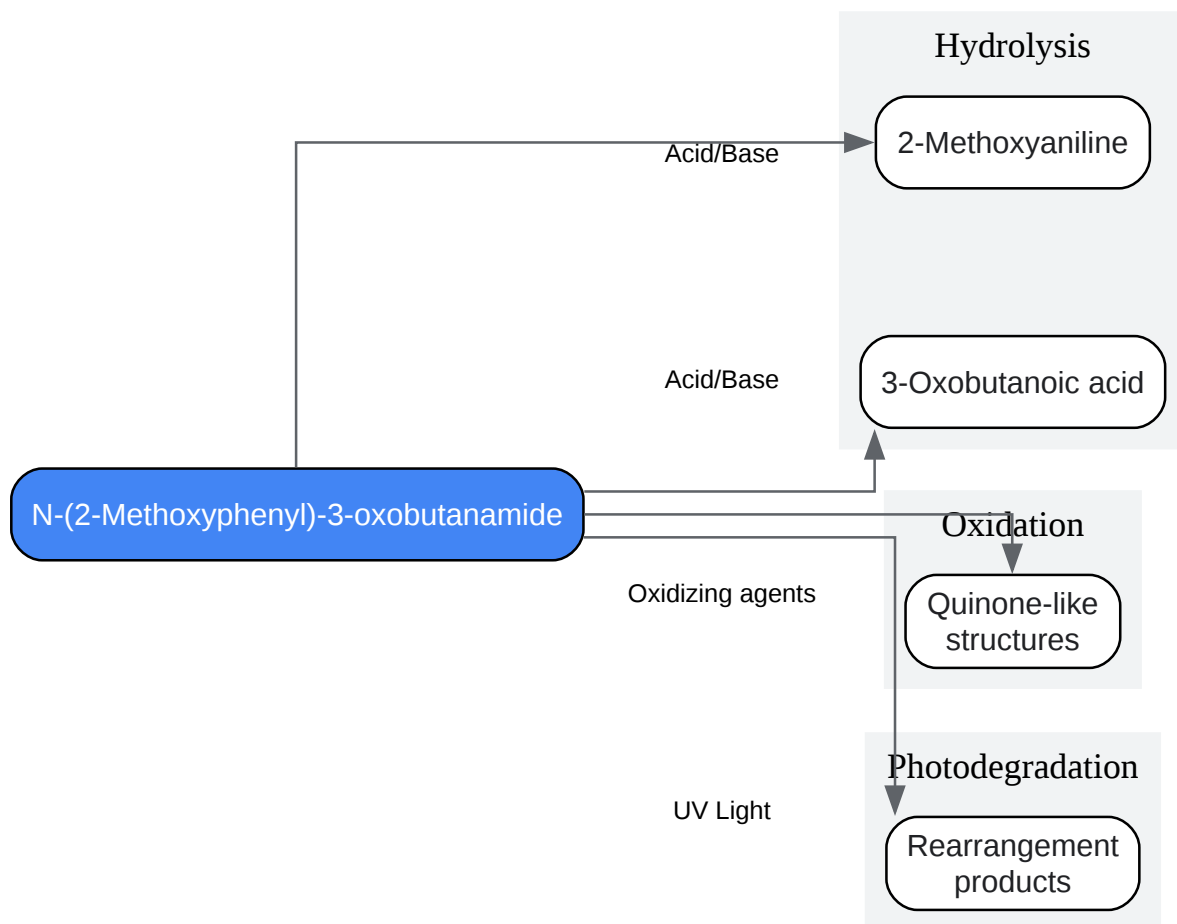 Hydrolysis
Acid/Base
2-Methoxyaniline
Acid/Base
3-Oxobutanoic acid
N-(2-Methoxyphenyl)-3-oxobutanamide
Oxidation
Oxidizing agents
Quinone-like
structures
Photodegradation
UV Light
Rearrangement
products